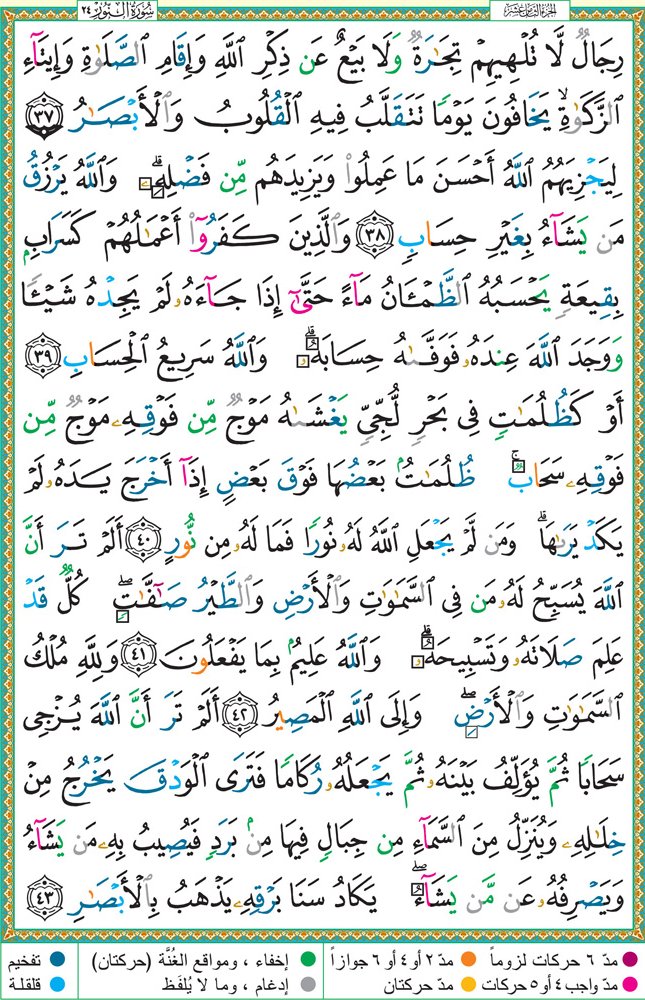 سُورَةُ النُّورِ ٢٤
الجزء الثامن عشر
رِجَالٌ لَّا تُلْهِيهِمْ تِجَٰرَةٌ وَلَا بَيْعٌ عَن ذِكْرِ ٱللَّهِ وَإِقَامِ ٱلصَّلَوٰةِ وَإِيتَآءِ
ٱلزَّكَوٰةِ ۙ يَخَافُونَ يَوْمًا تَتَقَلَّبُ فِيهِ ٱلْقُلُوبُ وَٱلْأَبْصَٰرُ ٣٧
لِيَجْزِيَهُمُ ٱللَّهُ أَحْسَنَ مَا عَمِلُوا۟ وَيَزِيدَهُم مِّن فَضْلِهِۦ ۗ وَٱللَّهُ يَرْزُقُ
مَن يَشَآءُ بِغَيْرِ حِسَابٍ ٣٨ وَٱلَّذِينَ كَفَرُوٓا۟ أَعْمَٰلُهُمْ كَسَرَابٍۭ
بِقِيعَةٍ يَحْسَبُهُ ٱلظَّمْـَٔانُ مَآءً حَتَّىٰٓ إِذَا جَآءَهُۥ لَمْ يَجِدْهُ شَيْـًٔا
وَوَجَدَ ٱللَّهَ عِندَهُۥ فَوَفَّىٰهُ حِسَابَهُۥ ۗ وَٱللَّهُ سَرِيعُ ٱلْحِسَابِ ٣٩
أَوْ كَظُلُمَٰتٍ فِى بَحْرٍ لُّجِّىٍّ يَغْشَىٰهُ مَوْجٌ مِّن فَوْقِهِۦ مَوْجٌ مِّن
فَوْقِهِۦ سَحَابٌ ۚ ظُلُمَٰتٌۢ بَعْضُهَا فَوْقَ بَعْضٍ إِذَآ أَخْرَجَ يَدَهُۥ لَمْ
يَكَدْ يَرَىٰهَا ۗ وَمَن لَّمْ يَجْعَلِ ٱللَّهُ لَهُۥ نُورًا فَمَا لَهُۥ مِن نُّورٍ ٤٠ أَلَمْ تَرَ أَنَّ
ٱللَّهَ يُسَبِّحُ لَهُۥ مَن فِى ٱلسَّمَٰوَٰتِ وَٱلْأَرْضِ وَٱلطَّيْرُ صَٰٓفَّٰتٍ ۖ كُلٌّ قَدْ
عَلِمَ صَلَاتَهُۥ وَتَسْبِيحَهُۥ ۗ وَٱللَّهُ عَلِيمٌۢ بِمَا يَفْعَلُونَ ٤١ وَلِلَّهِ مُلْكُ
ٱلسَّمَٰوَٰتِ وَٱلْأَرْضِ ۖ وَإِلَى ٱللَّهِ ٱلْمَصِيرُ ٤٢ أَلَمْ تَرَ أَنَّ ٱللَّهَ يُزْجِى
سَحَابًا ثُمَّ يُؤَلِّفُ بَيْنَهُۥ ثُمَّ يَجْعَلُهُۥ رُكَامًا فَتَرَى ٱلْوَدْقَ يَخْرُجُ مِنْ
خِلَٰلِهِۦ وَيُنَزِّلُ مِنَ ٱلسَّمَآءِ مِن جِبَالٍ فِيهَا مِنۢ بَرَدٍ فَيُصِيبُ بِهِۦ مَن يَشَآءُ
وَيَصْرِفُهُۥ عَن مَّن يَشَآءُ ۖ يَكَادُ سَنَا بَرْقِهِۦ يَذْهَبُ بِٱلْأَبْصَٰرِ ٤٣
مدّ ٦ حركات لزوماً مدّ ٢ أو ٤ أو ٦ جوازاً إخفاء ، ومواقع الغُنَّة (حركتان) تفخيم
مدّ واجب ٤ أو ٥ حركات مدّ حركتان إدغام ، وما لا يُلفَظ قلقلة